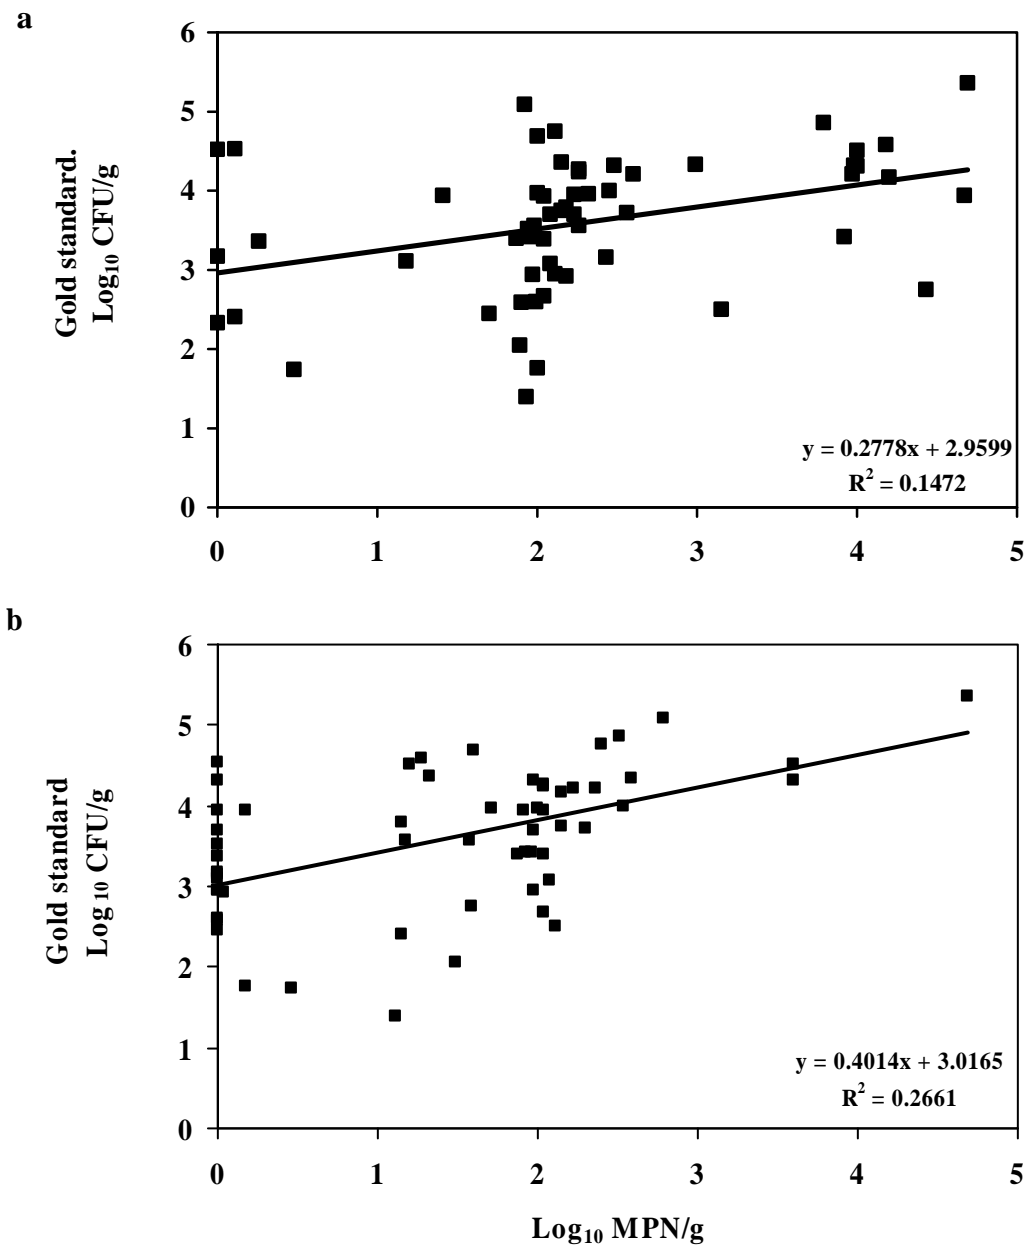 a
6
5
4
3
2
1
0
Gold standard.
Log10 CFU/g
y = 0.2778x + 2.9599
R2 = 0.1472
0 1 2 3 4 5
b
6
5
4
3
2
1
0
Gold standard
Log 10 CFU/g
y = 0.4014x + 3.0165
R2 = 0.2661
0 1 2 3 4 5
Log10 MPN/g